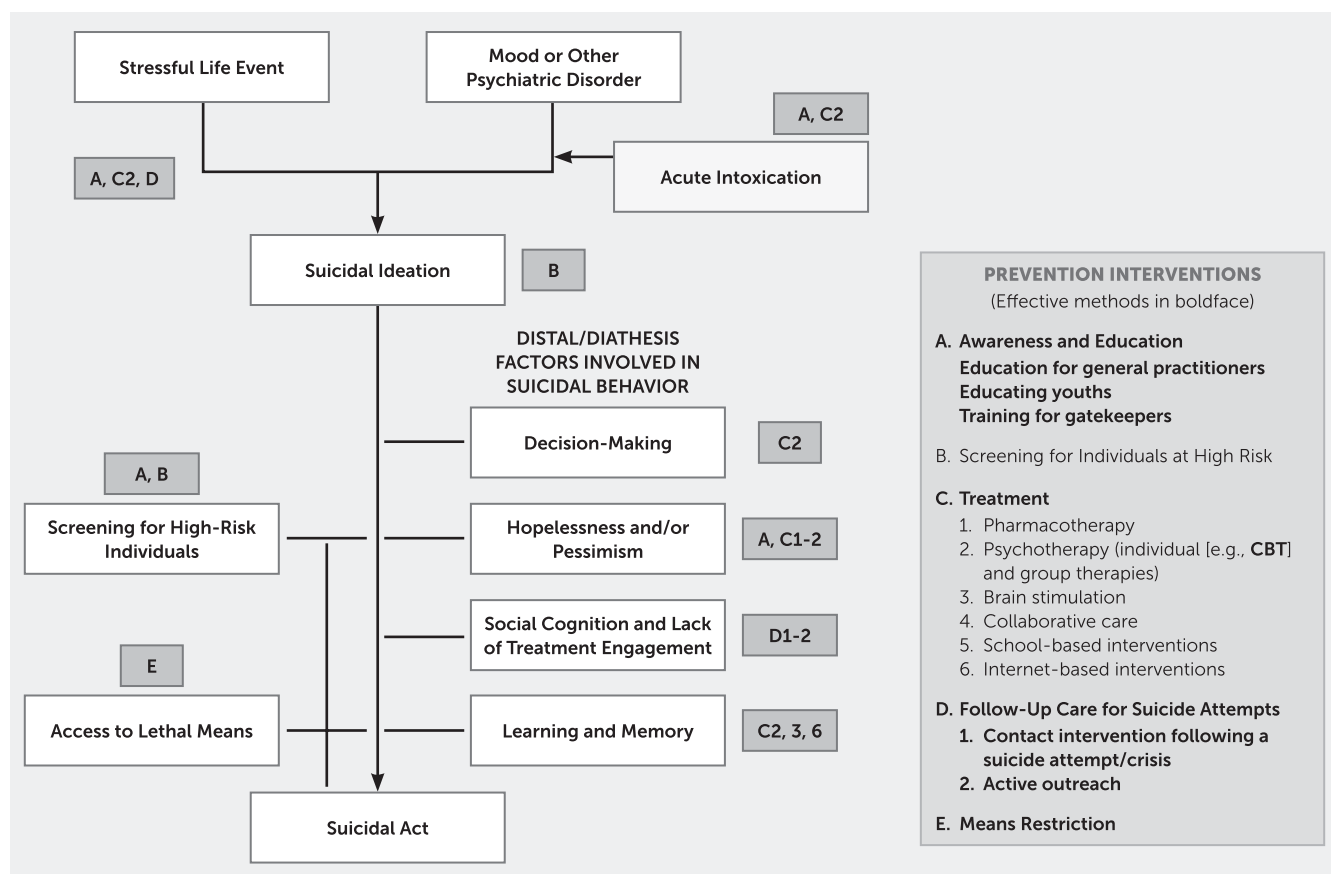 Stressful Life Event
Mood or Other
Psychiatric Disorder
A, C2
Acute Intoxication
A, C2, D
Suicidal Ideation
B
DISTAL/DIATHESIS
FACTORS INVOLVED IN
SUICIDAL BEHAVIOR
Decision-Making
C2
A, B
Screening for High-Risk
Individuals
Hopelessness and/or
Pessimism
A, C1-2
Social Cognition and Lack
of Treatment Engagement
D1-2
E
Access to Lethal Means
Learning and Memory
C2, 3, 6
Suicidal Act
PREVENTION INTERVENTIONS
(Effective methods in boldface)
A. Awareness and Education
Education for general practitioners
Educating youths
Training for gatekeepers
B. Screening for Individuals at High Risk
C. Treatment
1. Pharmacotherapy
2. Psychotherapy (individual [e.g., CBT]
and group therapies)
3. Brain stimulation
4. Collaborative care
5. School-based interventions
6. Internet-based interventions
D. Follow-Up Care for Suicide Attempts
1. Contact intervention following a
suicide attempt/crisis
2. Active outreach
E. Means Restriction